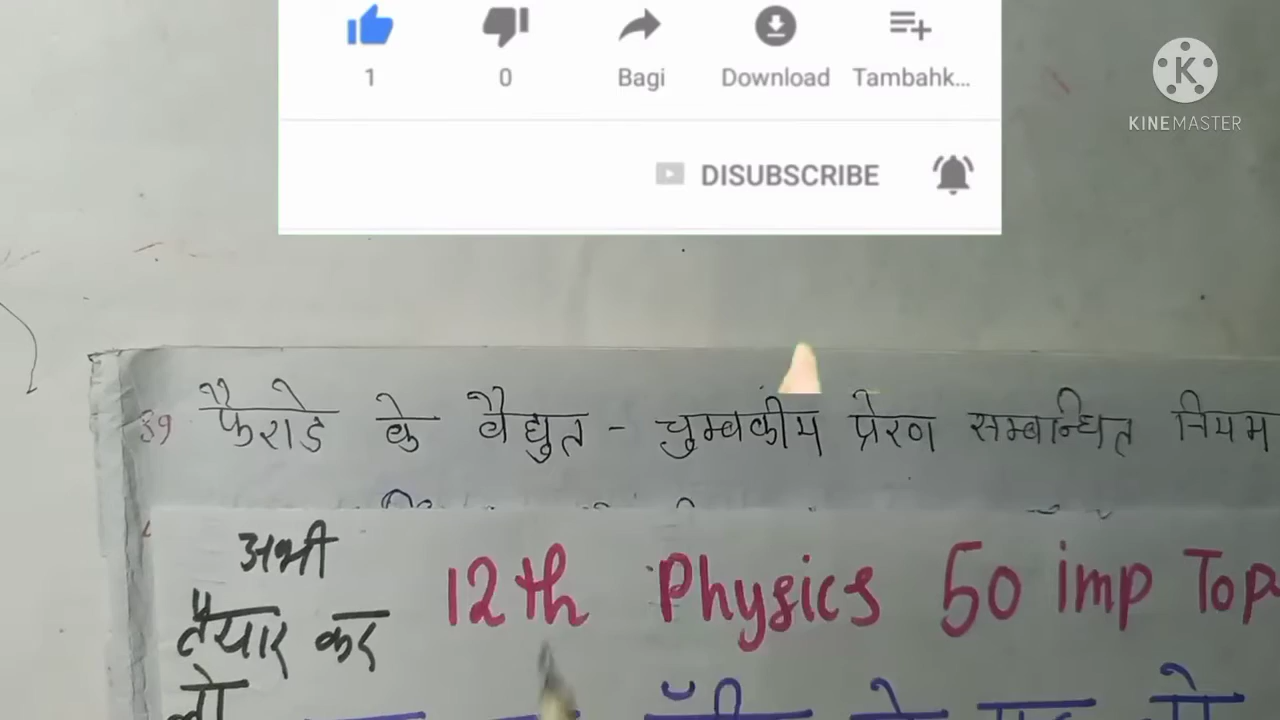 1 0 Bagi Download Tambahk...
K
KINEMASTER
DISUBSCRIBE
39 फैराडे के वैद्युत - चुम्बकीय प्रेरण सम्बन्धित नियम
अभी
तैयार कर
लो
12th Physics 50 imp Top